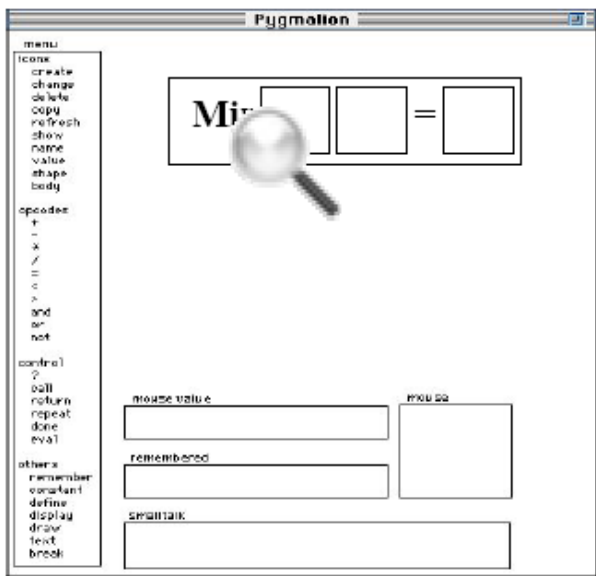 Pygmalion
menu
icons
create
change
delete
copy
refresh
show
name
value
shape
body
opcodes
+
-
*
/
=
<
>
and
or
not
control
?
call
return
repeat
done
eval
others
remember
constant
define
display
draw
text
break
=
mouse value
mouse
remembered
smalltalk